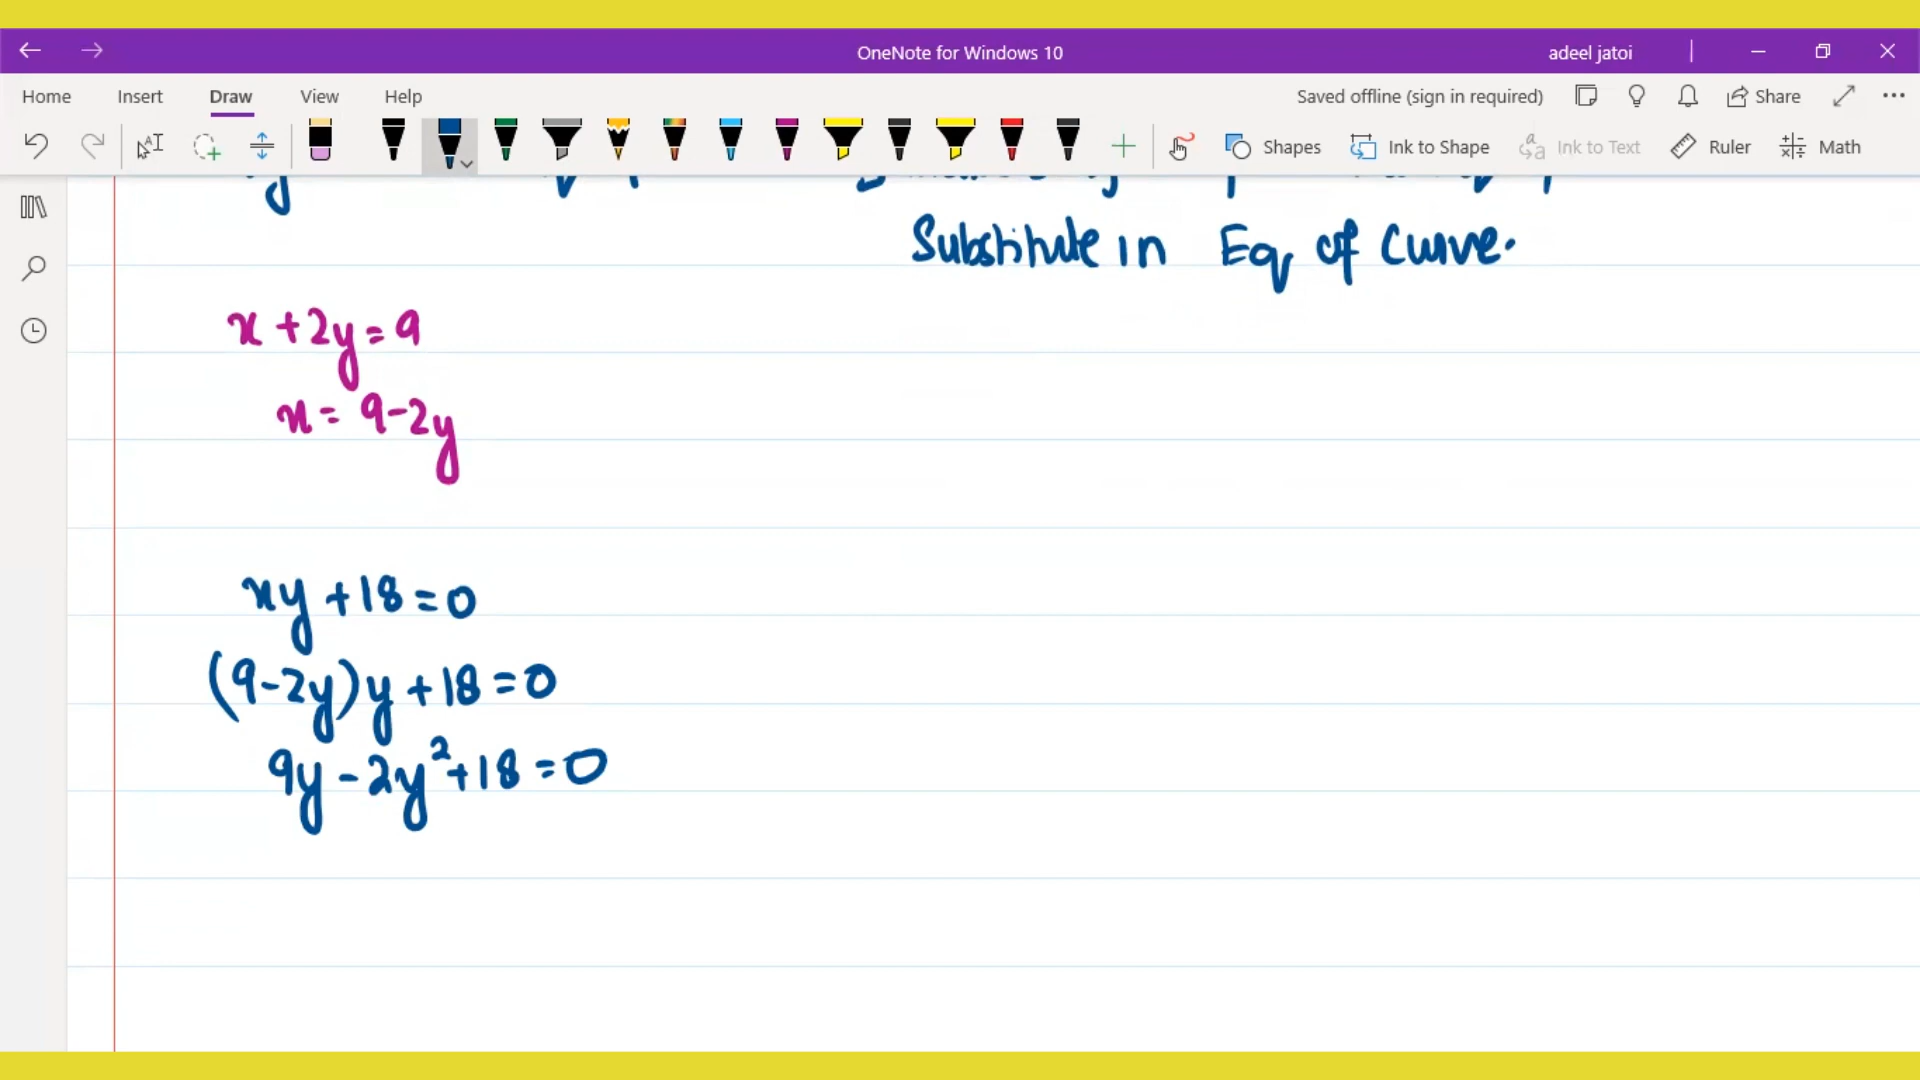 OneNote for Windows 10
adeel jatoi
Home Insert Draw View Help
Saved offline (sign in required) Share
Shapes Ink to Shape Ink to Text Ruler Math
Substitute in Eq of Curve.
x + 2y = 9
x = 9 - 2y
xy + 18 = 0
(9 - 2y) y + 18 = 0
9y - 2y² + 18 = 0